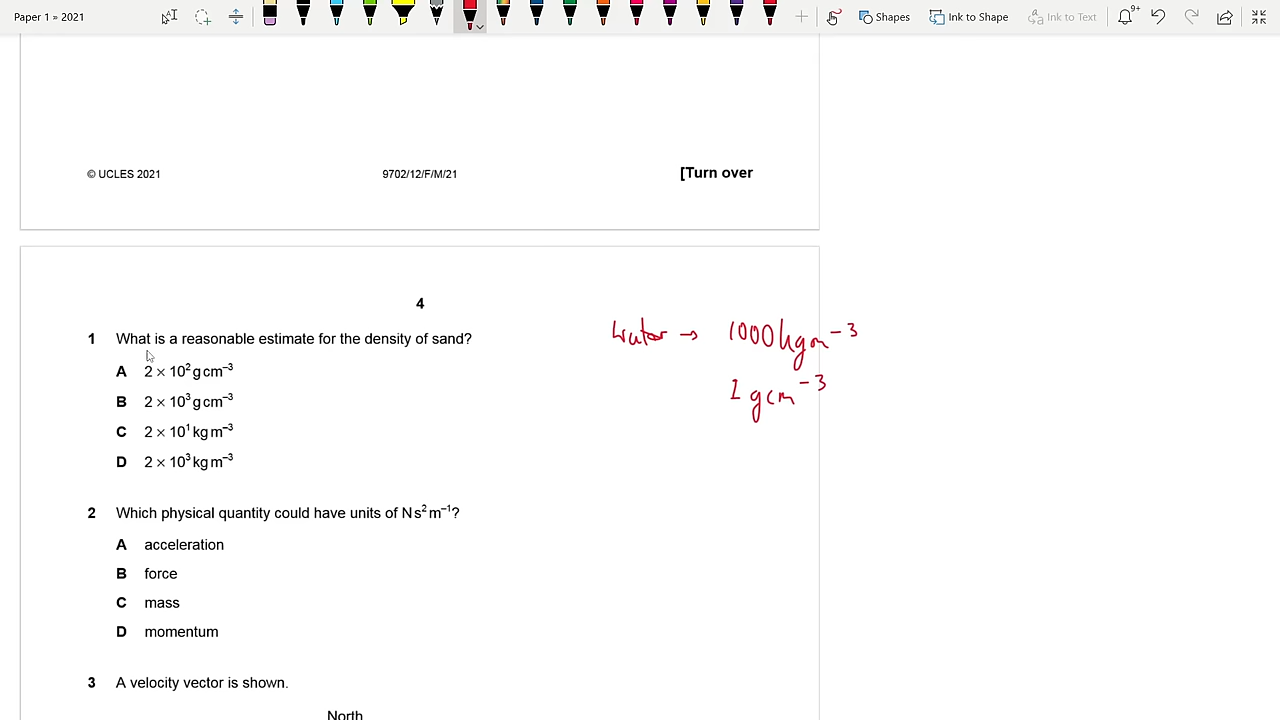 Paper 1 » 2021
Shapes
Ink to Shape
Ink to Text
9+
© UCLES 2021
9702/12/F/M/21
[Turn over
4
1 What is a reasonable estimate for the density of sand?
A 2 × 10² g cm⁻³
B 2 × 10³ g cm⁻³
C 2 × 10¹ kg m⁻³
D 2 × 10³ kg m⁻³
water → 1000 kgm⁻³
1 gcm⁻³
2 Which physical quantity could have units of N s² m⁻¹?
A acceleration
B force
C mass
D momentum
3 A velocity vector is shown.
North